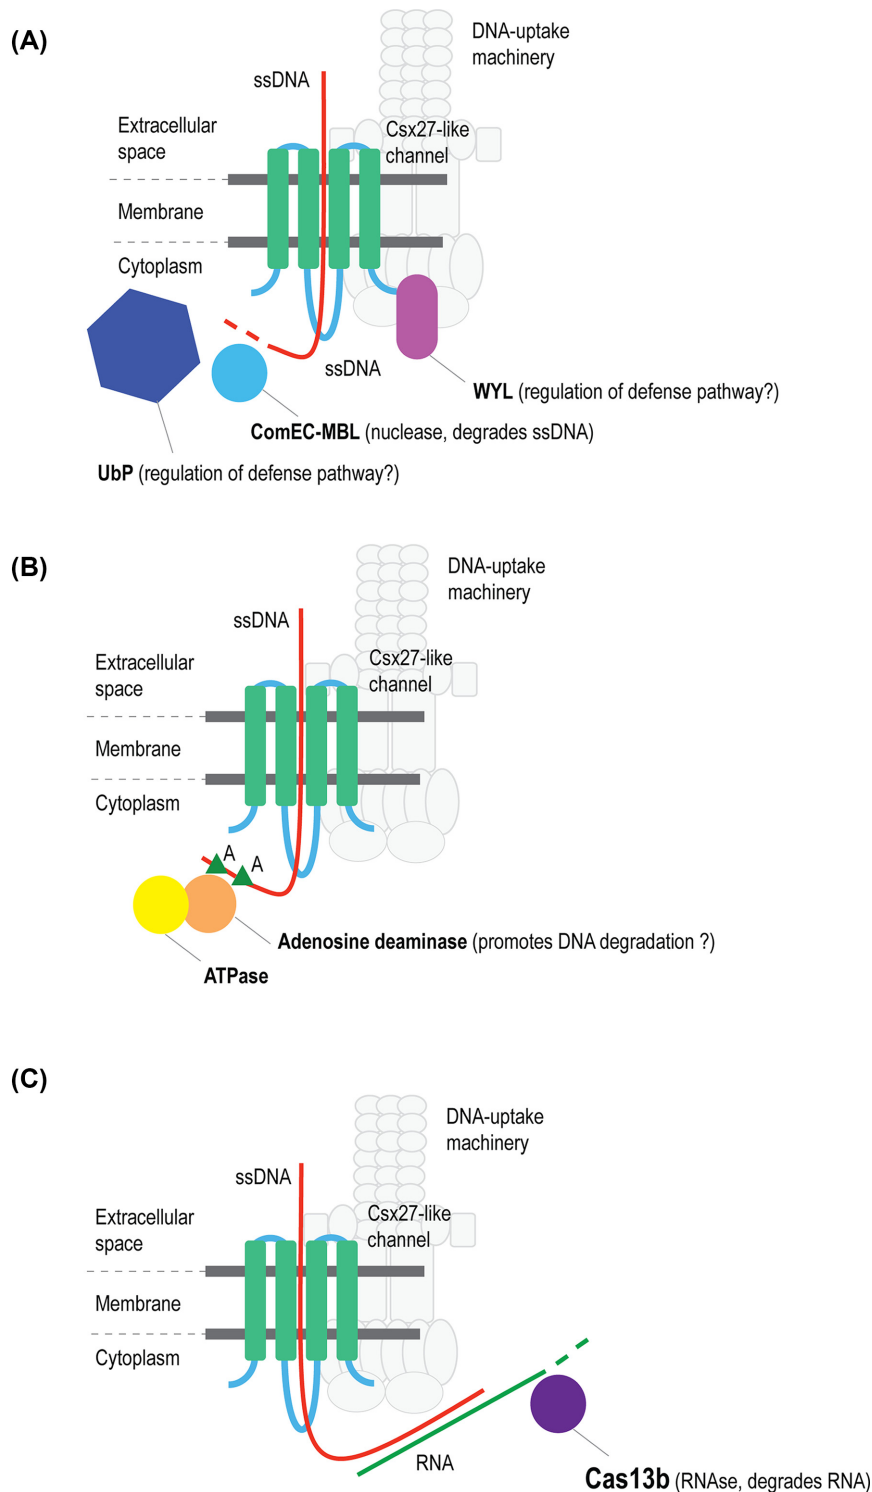 (A)
DNA-uptake
machinery
ssDNA
Extracellular
space
Csx27-like
channel
Membrane
Cytoplasm
ssDNA
WYL (regulation of defense pathway?)
ComEC-MBL (nuclease, degrades ssDNA)
UbP (regulation of defense pathway?)
(B)
DNA-uptake
machinery
ssDNA
Extracellular
space
Csx27-like
channel
Membrane
Cytoplasm
A
A
Adenosine deaminase (promotes DNA degradation ?)
ATPase
(C)
DNA-uptake
machinery
ssDNA
Extracellular
space
Csx27-like
channel
Membrane
Cytoplasm
RNA
Cas13b (RNAse, degrades RNA)